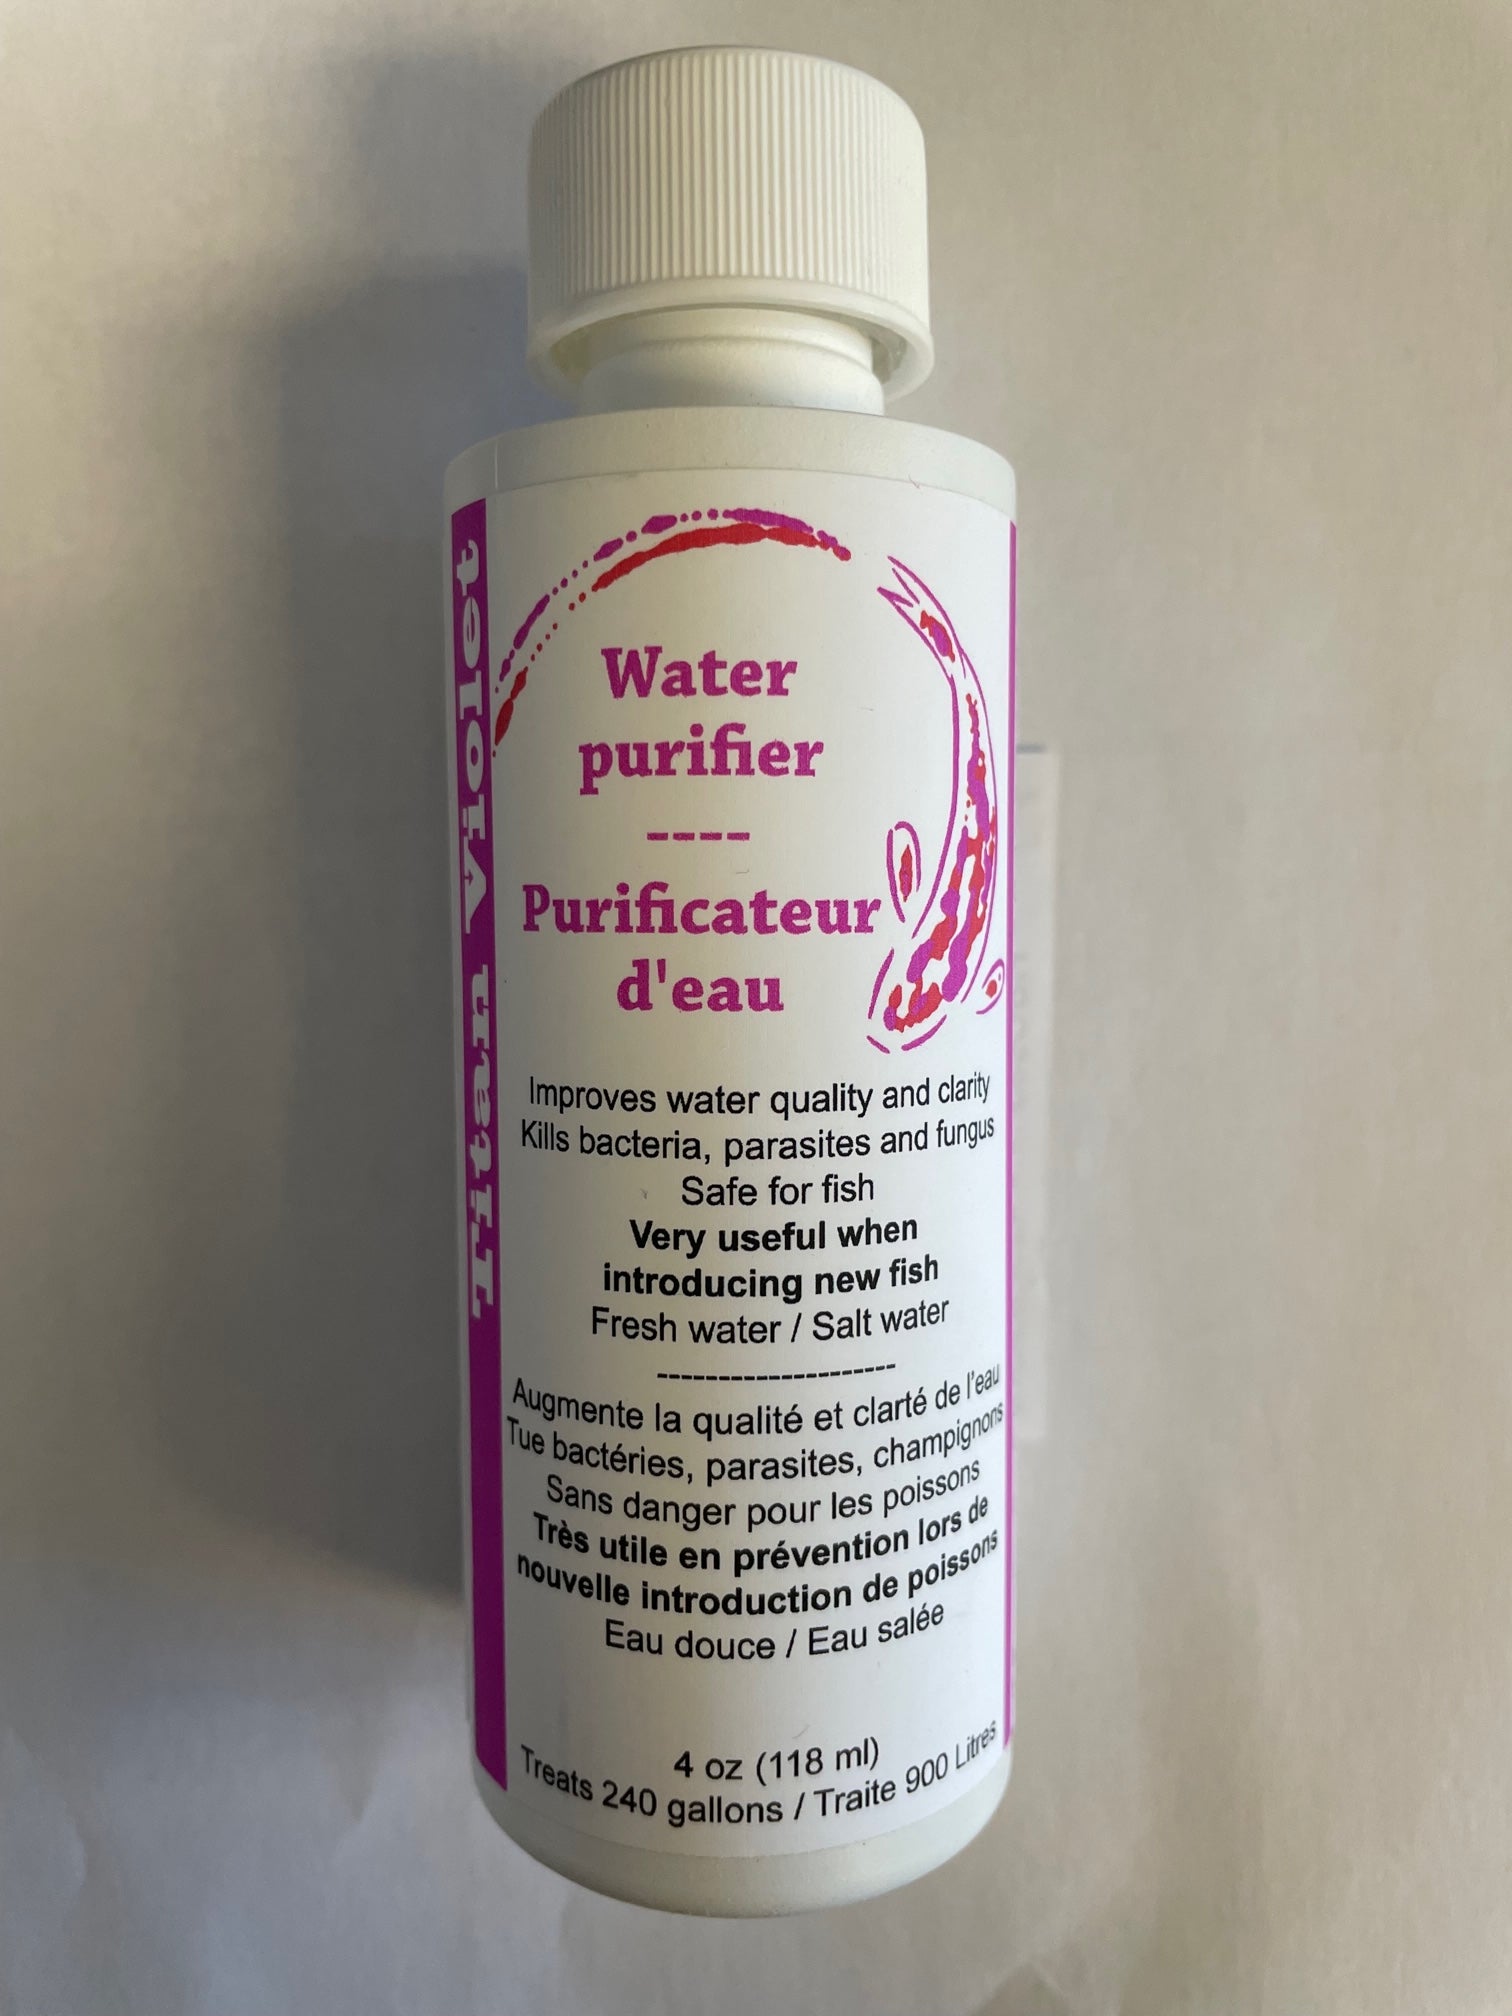 Titan Violet
Water
purifier
----
Purificateur
d'eau
Improves water quality and clarity
Kills bacteria, parasites and fungus
Safe for fish
Very useful when
introducing new fish
Fresh water / Salt water
--------------------
Augmente la qualité et clarté de l'eau
Tue bactéries, parasites, champignons
Sans danger pour les poissons
Très utile en prévention lors de
nouvelle introduction de poissons
Eau douce / Eau salée
4 oz (118 ml)
Treats 240 gallons / Traite 900 Litres